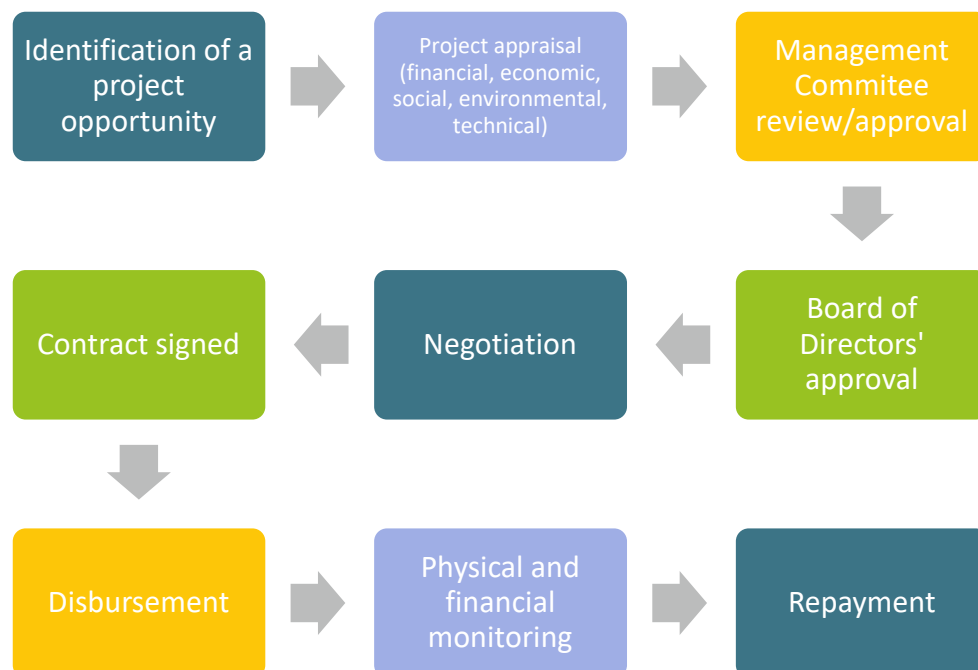 Identification of a
project
opportunity
Project appraisal
(financial, economic,
social, environmental,
technical)
Management
Commitee
review/approval
Board of
Directors'
approval
Negotiation
Contract signed
Disbursement
Physical and
financial
monitoring
Repayment